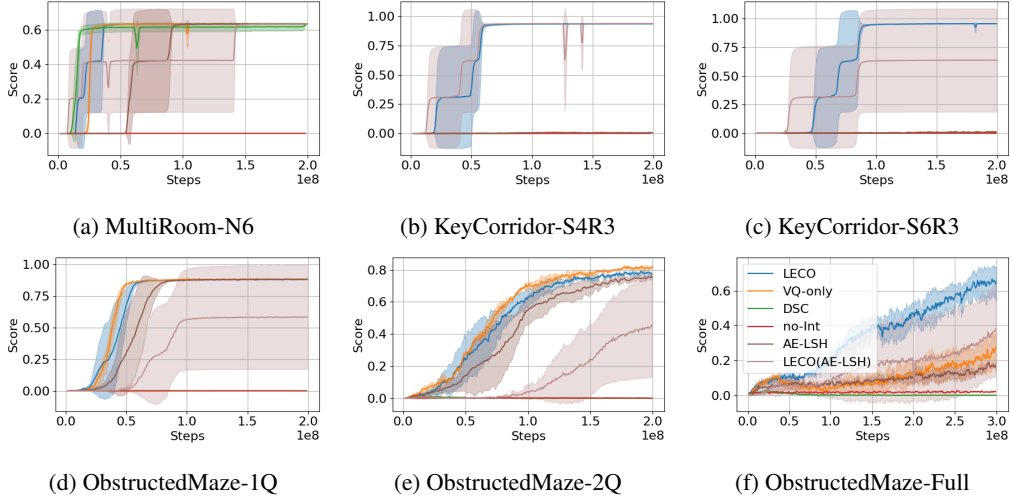 0.6
0.4
0.2
0.0
Score
0.0 0.5 1.0 1.5 2.0
Steps 1e8
(a) MultiRoom-N6
1.00
0.75
0.50
0.25
0.00
Score
0.0 0.5 1.0 1.5 2.0
Steps 1e8
(b) KeyCorridor-S4R3
1.00
0.75
0.50
0.25
0.00
Score
0.0 0.5 1.0 1.5 2.0
Steps 1e8
(c) KeyCorridor-S6R3
1.00
0.75
0.50
0.25
0.00
Score
0.0 0.5 1.0 1.5 2.0
Steps 1e8
(d) ObstructedMaze-1Q
0.8
0.6
0.4
0.2
0.0
Score
0.0 0.5 1.0 1.5 2.0
Steps 1e8
(e) ObstructedMaze-2Q
0.6
0.4
0.2
0.0
Score
LECO
VQ-only
DSC
no-Int
AE-LSH
LECO(AE-LSH)
0.0 0.5 1.0 1.5 2.0 2.5 3.0
Steps 1e8
(f) ObstructedMaze-Full